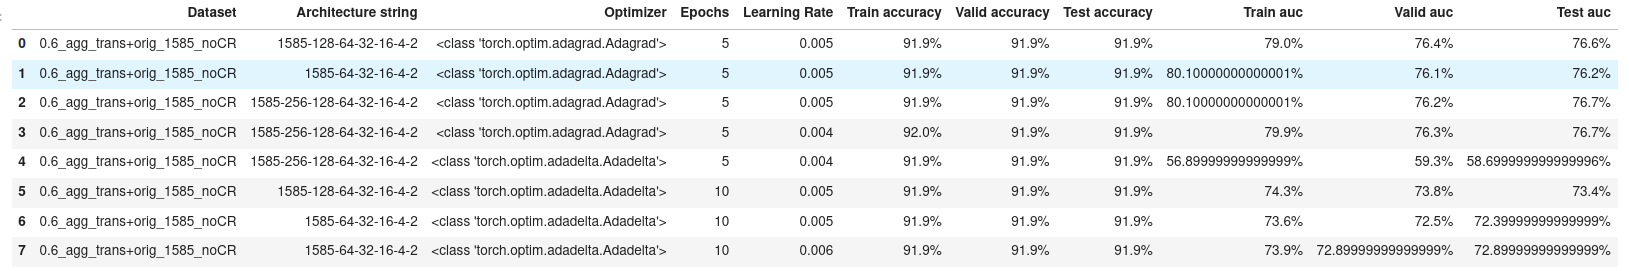 Dataset Architecture string Optimizer Epochs Learning Rate Train accuracy Valid accuracy Test accuracy Train auc Valid auc Test auc
0 0.6_agg_trans+orig_1585_noCR 1585-128-64-32-16-4-2 <class 'torch.optim.adagrad.Adagrad'> 5 0.005 91.9% 91.9% 91.9% 79.0% 76.4% 76.6%
1 0.6_agg_trans+orig_1585_noCR 1585-64-32-16-4-2 <class 'torch.optim.adagrad.Adagrad'> 5 0.005 91.9% 91.9% 91.9% 80.10000000000001% 76.1% 76.2%
2 0.6_agg_trans+orig_1585_noCR 1585-256-128-64-32-16-4-2 <class 'torch.optim.adagrad.Adagrad'> 5 0.005 91.9% 91.9% 91.9% 80.10000000000001% 76.2% 76.7%
3 0.6_agg_trans+orig_1585_noCR 1585-256-128-64-32-16-4-2 <class 'torch.optim.adagrad.Adagrad'> 5 0.004 92.0% 91.9% 91.9% 79.9% 76.3% 76.7%
4 0.6_agg_trans+orig_1585_noCR 1585-256-128-64-32-16-4-2 <class 'torch.optim.adadelta.Adadelta'> 5 0.004 91.9% 91.9% 91.9% 56.89999999999999% 59.3% 58.699999999999996%
5 0.6_agg_trans+orig_1585_noCR 1585-128-64-32-16-4-2 <class 'torch.optim.adadelta.Adadelta'> 10 0.005 91.9% 91.9% 91.9% 74.3% 73.8% 73.4%
6 0.6_agg_trans+orig_1585_noCR 1585-64-32-16-4-2 <class 'torch.optim.adadelta.Adadelta'> 10 0.005 91.9% 91.9% 91.9% 73.6% 72.5% 72.39999999999999%
7 0.6_agg_trans+orig_1585_noCR 1585-64-32-16-4-2 <class 'torch.optim.adadelta.Adadelta'> 10 0.006 91.9% 91.9% 91.9% 73.9% 72.89999999999999% 72.89999999999999%